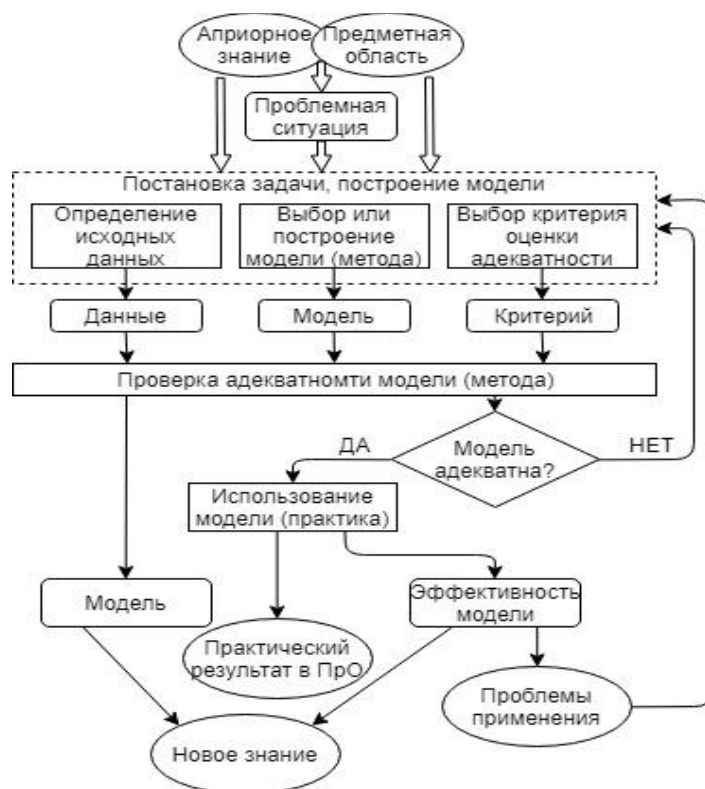 Априорное
знание
Предметная
область
Проблемная
ситуация
Постановка задачи, построение модели
Определение
исходных
данных
Выбор или
построение
модели (метода)
Выбор критерия
оценки
адекватности
Данные
Модель
Критерий
Проверка адекватномти модели (метода)
ДА
Модель
адекватна?
НЕТ
Использование
модели (практика)
Модель
Эффективность
модели
Практический
результат в ПрО
Проблемы
применения
Новое знание